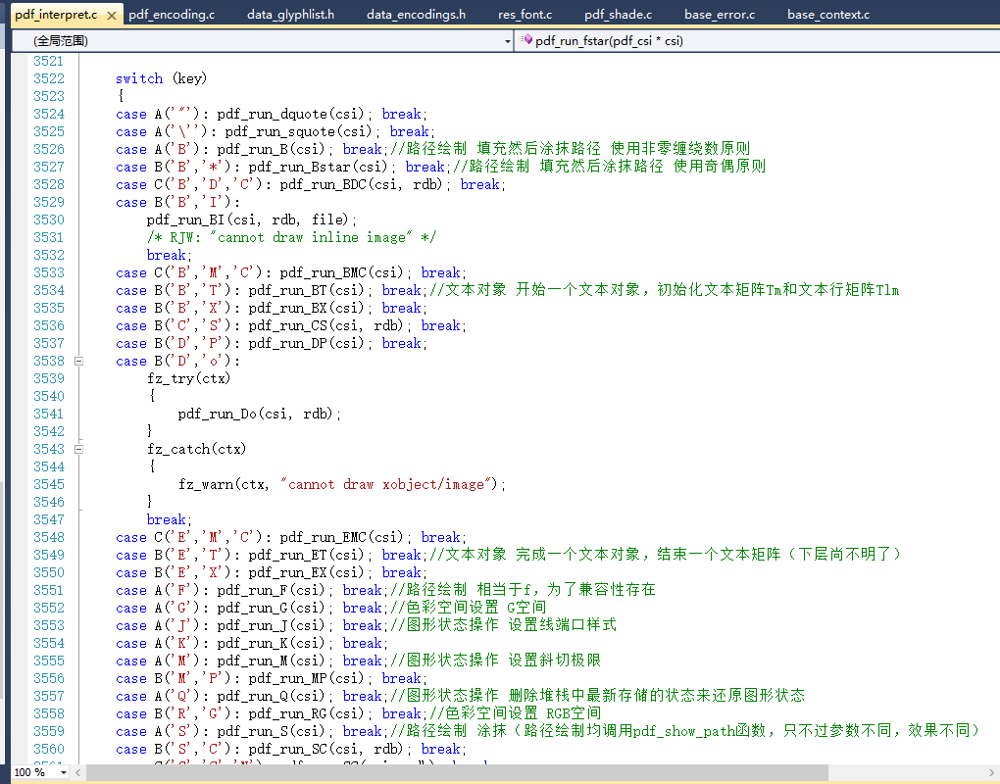 pdf_interpret.c pdf_encoding.c data_glyphlist.h data_encodings.h res_font.c pdf_shade.c base_error.c base_context.c
(全局范围) pdf_run_fstar(pdf_csi * csi)
3521
3522 switch (key)
3523 {
3524 case A('"'): pdf_run_dquote(csi); break;
3525 case A('\''): pdf_run_squote(csi); break;
3526 case A('B'): pdf_run_B(csi); break;//路径绘制 填充然后涂抹路径 使用非零缠绕数原则
3527 case B('B','*'): pdf_run_Bstar(csi); break;//路径绘制 填充然后涂抹路径 使用奇偶原则
3528 case C('B','D','C'): pdf_run_BDC(csi, rdb); break;
3529 case B('B','I'):
3530 pdf_run_BI(csi, rdb, file);
3531 /* RJW: "cannot draw inline image" */
3532 break;
3533 case C('B','M','C'): pdf_run_BMC(csi); break;
3534 case B('B','T'): pdf_run_BT(csi); break;//文本对象 开始一个文本对象，初始化文本矩阵Tm和文本行矩阵Tlm
3535 case B('B','X'): pdf_run_BX(csi); break;
3536 case B('C','S'): pdf_run_CS(csi, rdb); break;
3537 case B('D','P'): pdf_run_DP(csi); break;
3538 case B('D','o'):
3539 fz_try(ctx)
3540 {
3541 pdf_run_Do(csi, rdb);
3542 }
3543 fz_catch(ctx)
3544 {
3545 fz_warn(ctx, "cannot draw xobject/image");
3546 }
3547 break;
3548 case C('E','M','C'): pdf_run_EMC(csi); break;
3549 case B('E','T'): pdf_run_ET(csi); break;//文本对象 完成一个文本对象，结束一个文本矩阵（下层尚不明了）
3550 case B('E','X'): pdf_run_EX(csi); break;
3551 case A('F'): pdf_run_F(csi); break;//路径绘制 相当于f，为了兼容性存在
3552 case A('G'): pdf_run_G(csi); break;//色彩空间设置 G空间
3553 case A('J'): pdf_run_J(csi); break;//图形状态操作 设置线端口样式
3554 case A('K'): pdf_run_K(csi); break;
3555 case A('M'): pdf_run_M(csi); break;//图形状态操作 设置斜切极限
3556 case B('M','P'): pdf_run_MP(csi); break;
3557 case A('Q'): pdf_run_Q(csi); break;//图形状态操作 删除堆栈中最新存储的状态来还原图形状态
3558 case B('R','G'): pdf_run_RG(csi); break;//色彩空间设置 RGB空间
3559 case A('S'): pdf_run_S(csi); break;//路径绘制 涂抹（路径绘制均调用pdf_show_path函数，只不过参数不同，效果不同）
3560 case B('S','C'): pdf_run_SC(csi, rdb); break;
100 %